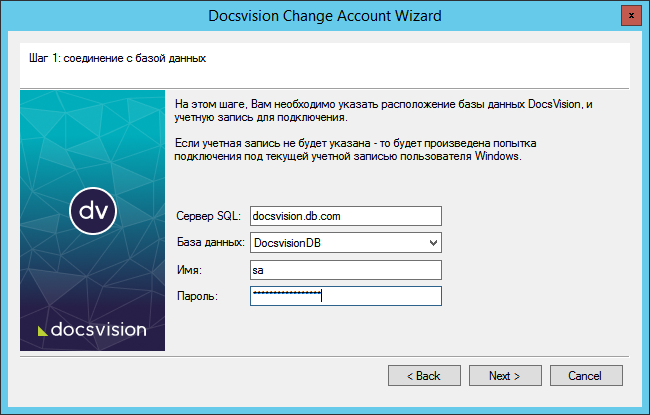 Docsvision Change Account Wizard
x
Шаг 1: соединение с базой данных
На этом шаге, Вам необходимо указать расположение базы данных DocsVision, и
учетную запись для подключения.
Если учетная запись не будет указана - то будет произведена попытка
подключения под текущей учетной записью пользователя Windows.
dv
docsvision
Сервер SQL: docsvision.db.com
База данных: DocsvisionDB
Имя: sa
Пароль: *****************
< Back Next > Cancel